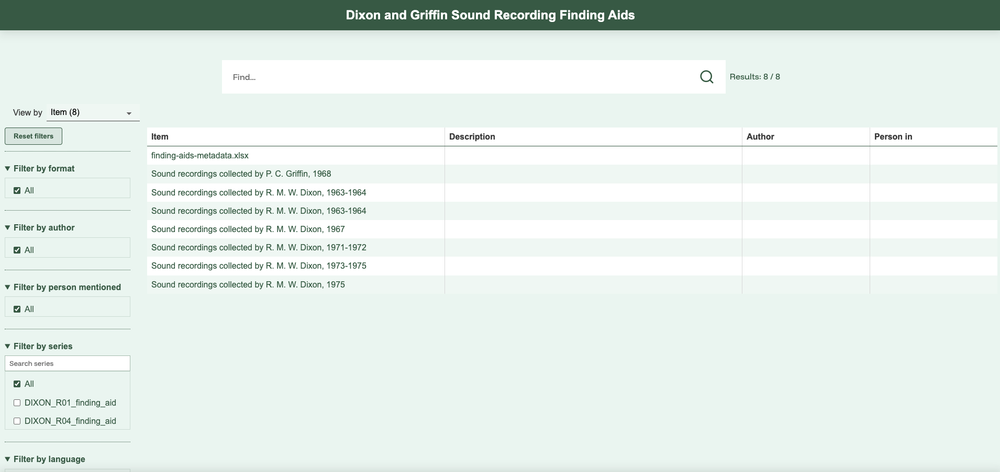 Dixon and Griffin Sound Recording Finding Aids
Find...
Results: 8 / 8
View by Item (8)
Reset filters
Filter by format
All
Filter by author
All
Filter by person mentioned
All
Filter by series
Search series
All
DIXON_R01_finding_aid
DIXON_R04_finding_aid
Filter by language
Item Description Author Person in
finding-aids-metadata.xlsx
Sound recordings collected by P. C. Griffin, 1968
Sound recordings collected by R. M. W. Dixon, 1963-1964
Sound recordings collected by R. M. W. Dixon, 1963-1964
Sound recordings collected by R. M. W. Dixon, 1967
Sound recordings collected by R. M. W. Dixon, 1971-1972
Sound recordings collected by R. M. W. Dixon, 1973-1975
Sound recordings collected by R. M. W. Dixon, 1975